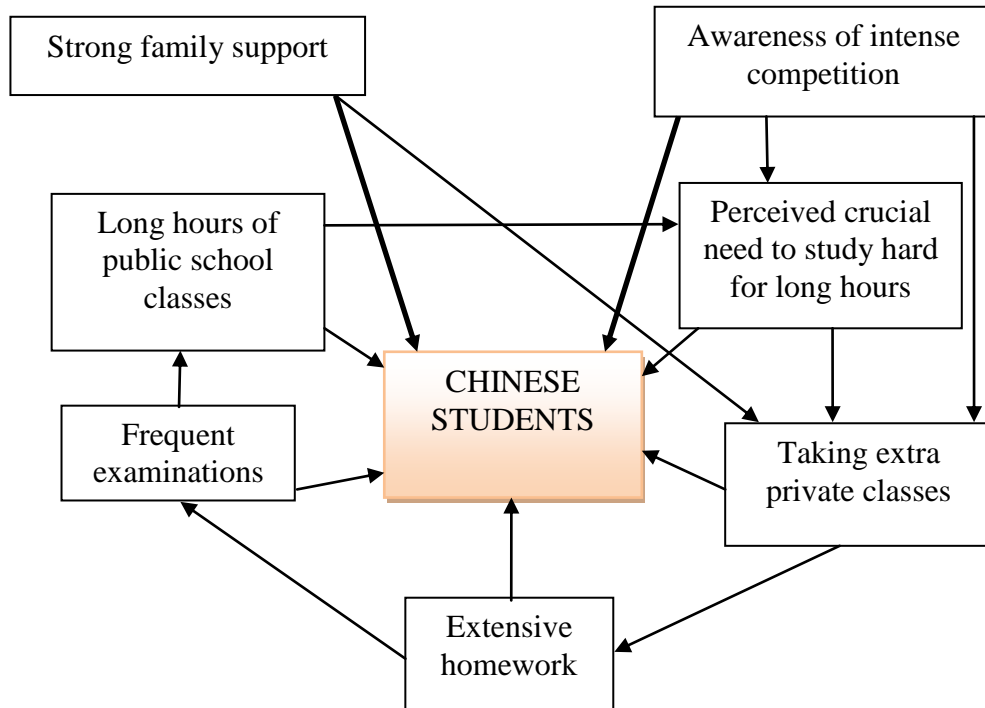 Strong family support
Awareness of intense
competition
Long hours of
public school
classes
Perceived crucial
need to study hard
for long hours
CHINESE
STUDENTS
Frequent
examinations
Taking extra
private classes
Extensive
homework